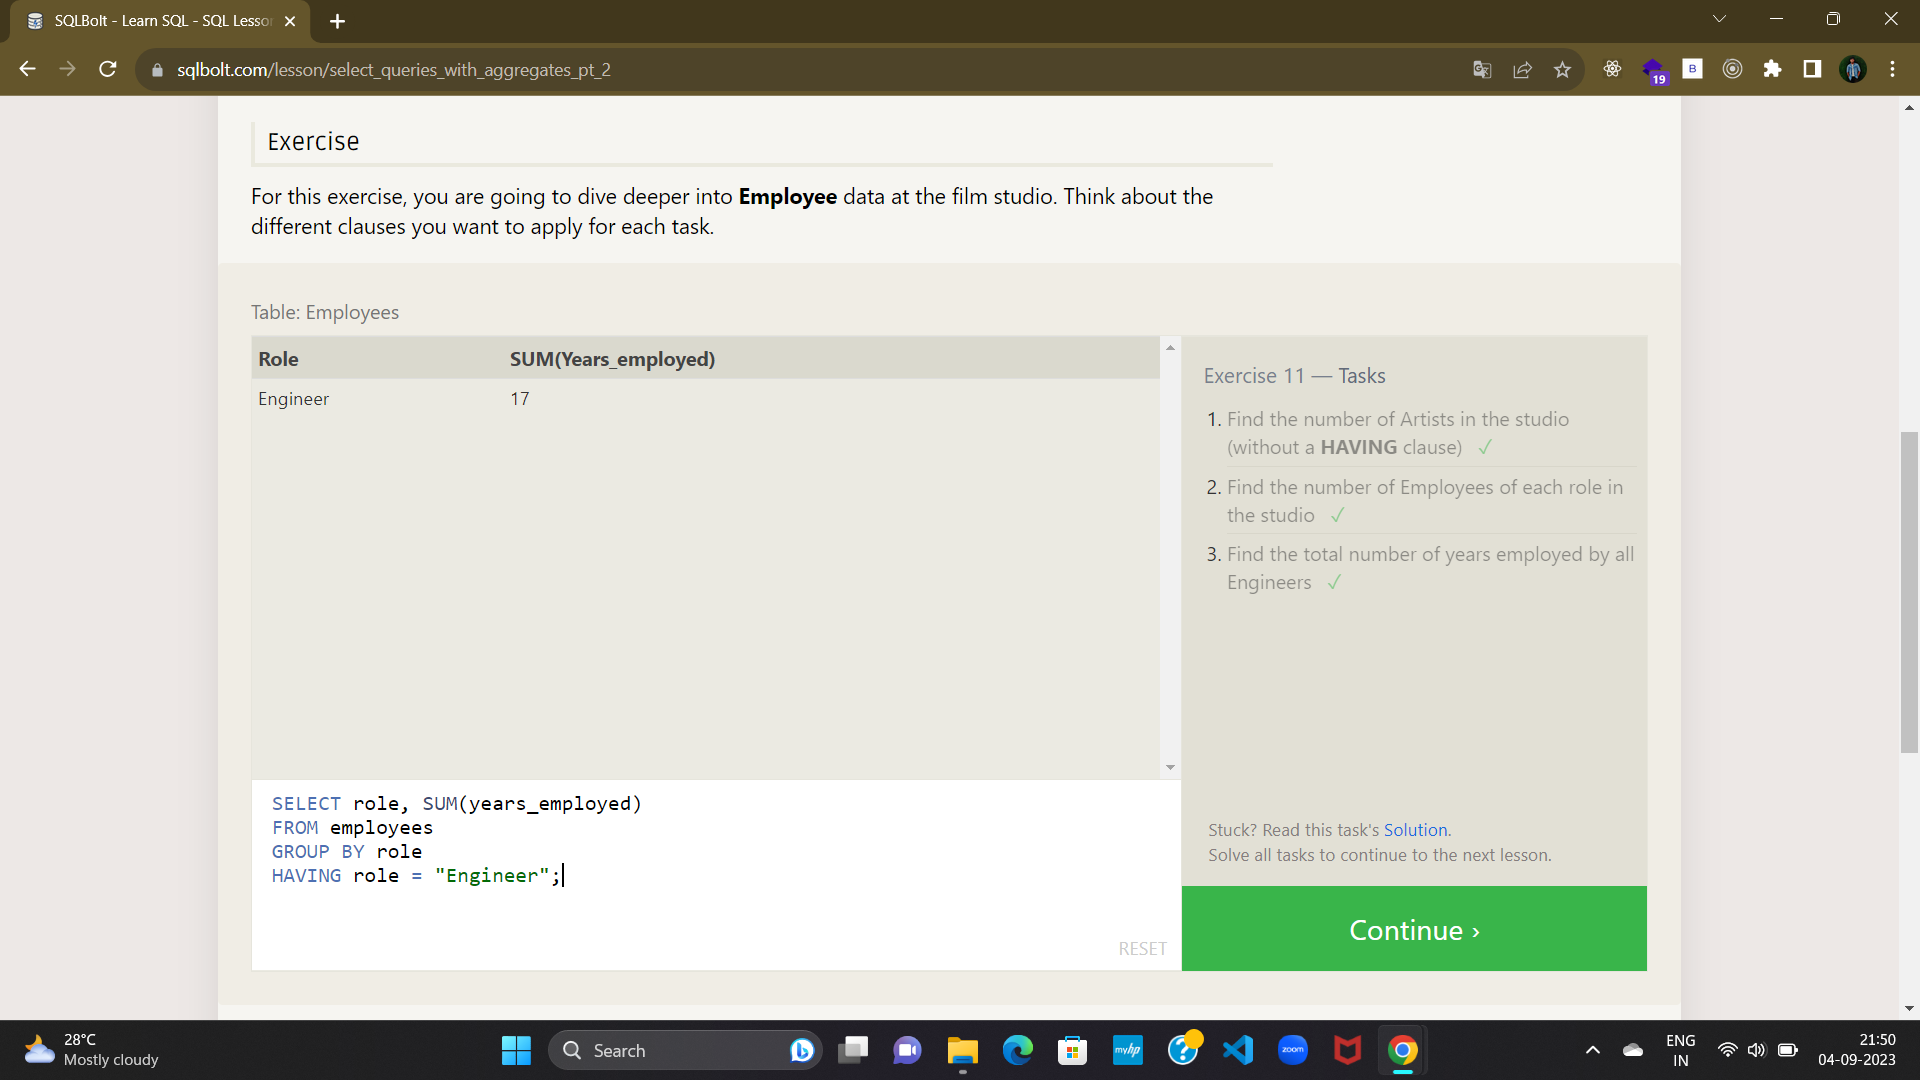 SQLBolt - Learn SQL - SQL Lesson
sqlbolt.com/lesson/select_queries_with_aggregates_pt_2
B
19
Exercise
For this exercise, you are going to dive deeper into Employee data at the film studio. Think about the
different clauses you want to apply for each task.
Table: Employees
Role SUM(Years_employed)
Engineer 17
Exercise 11 — Tasks
1. Find the number of Artists in the studio
(without a HAVING clause) ✓
2. Find the number of Employees of each role in
the studio ✓
3. Find the total number of years employed by all
Engineers ✓
SELECT role, SUM(years_employed)
FROM employees
GROUP BY role
HAVING role = "Engineer";
RESET
Stuck? Read this task's Solution.
Solve all tasks to continue to the next lesson.
Continue ›
28°C
Mostly cloudy
Search
myhp
zoom
ENG
IN
21:50
04-09-2023